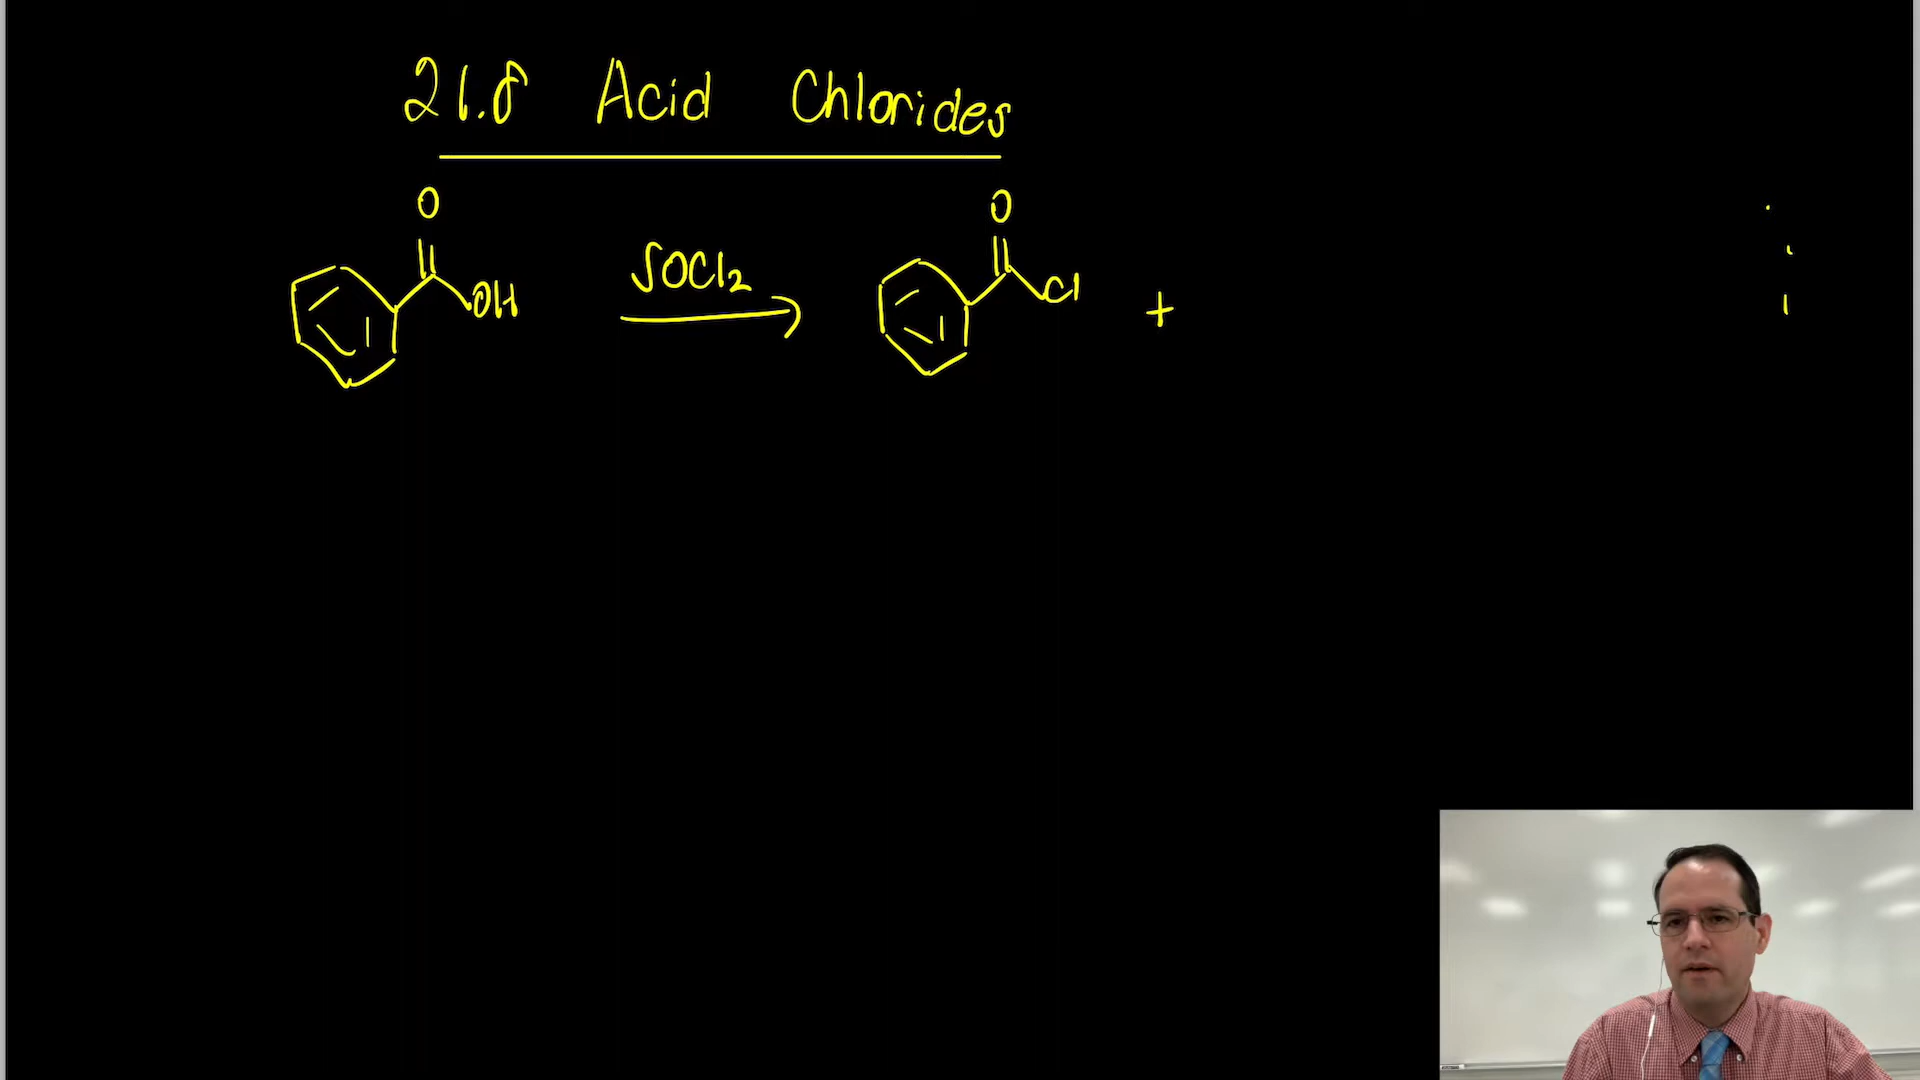 21.8 Acid Chlorides
O O
OH SOCl₂ Cl +